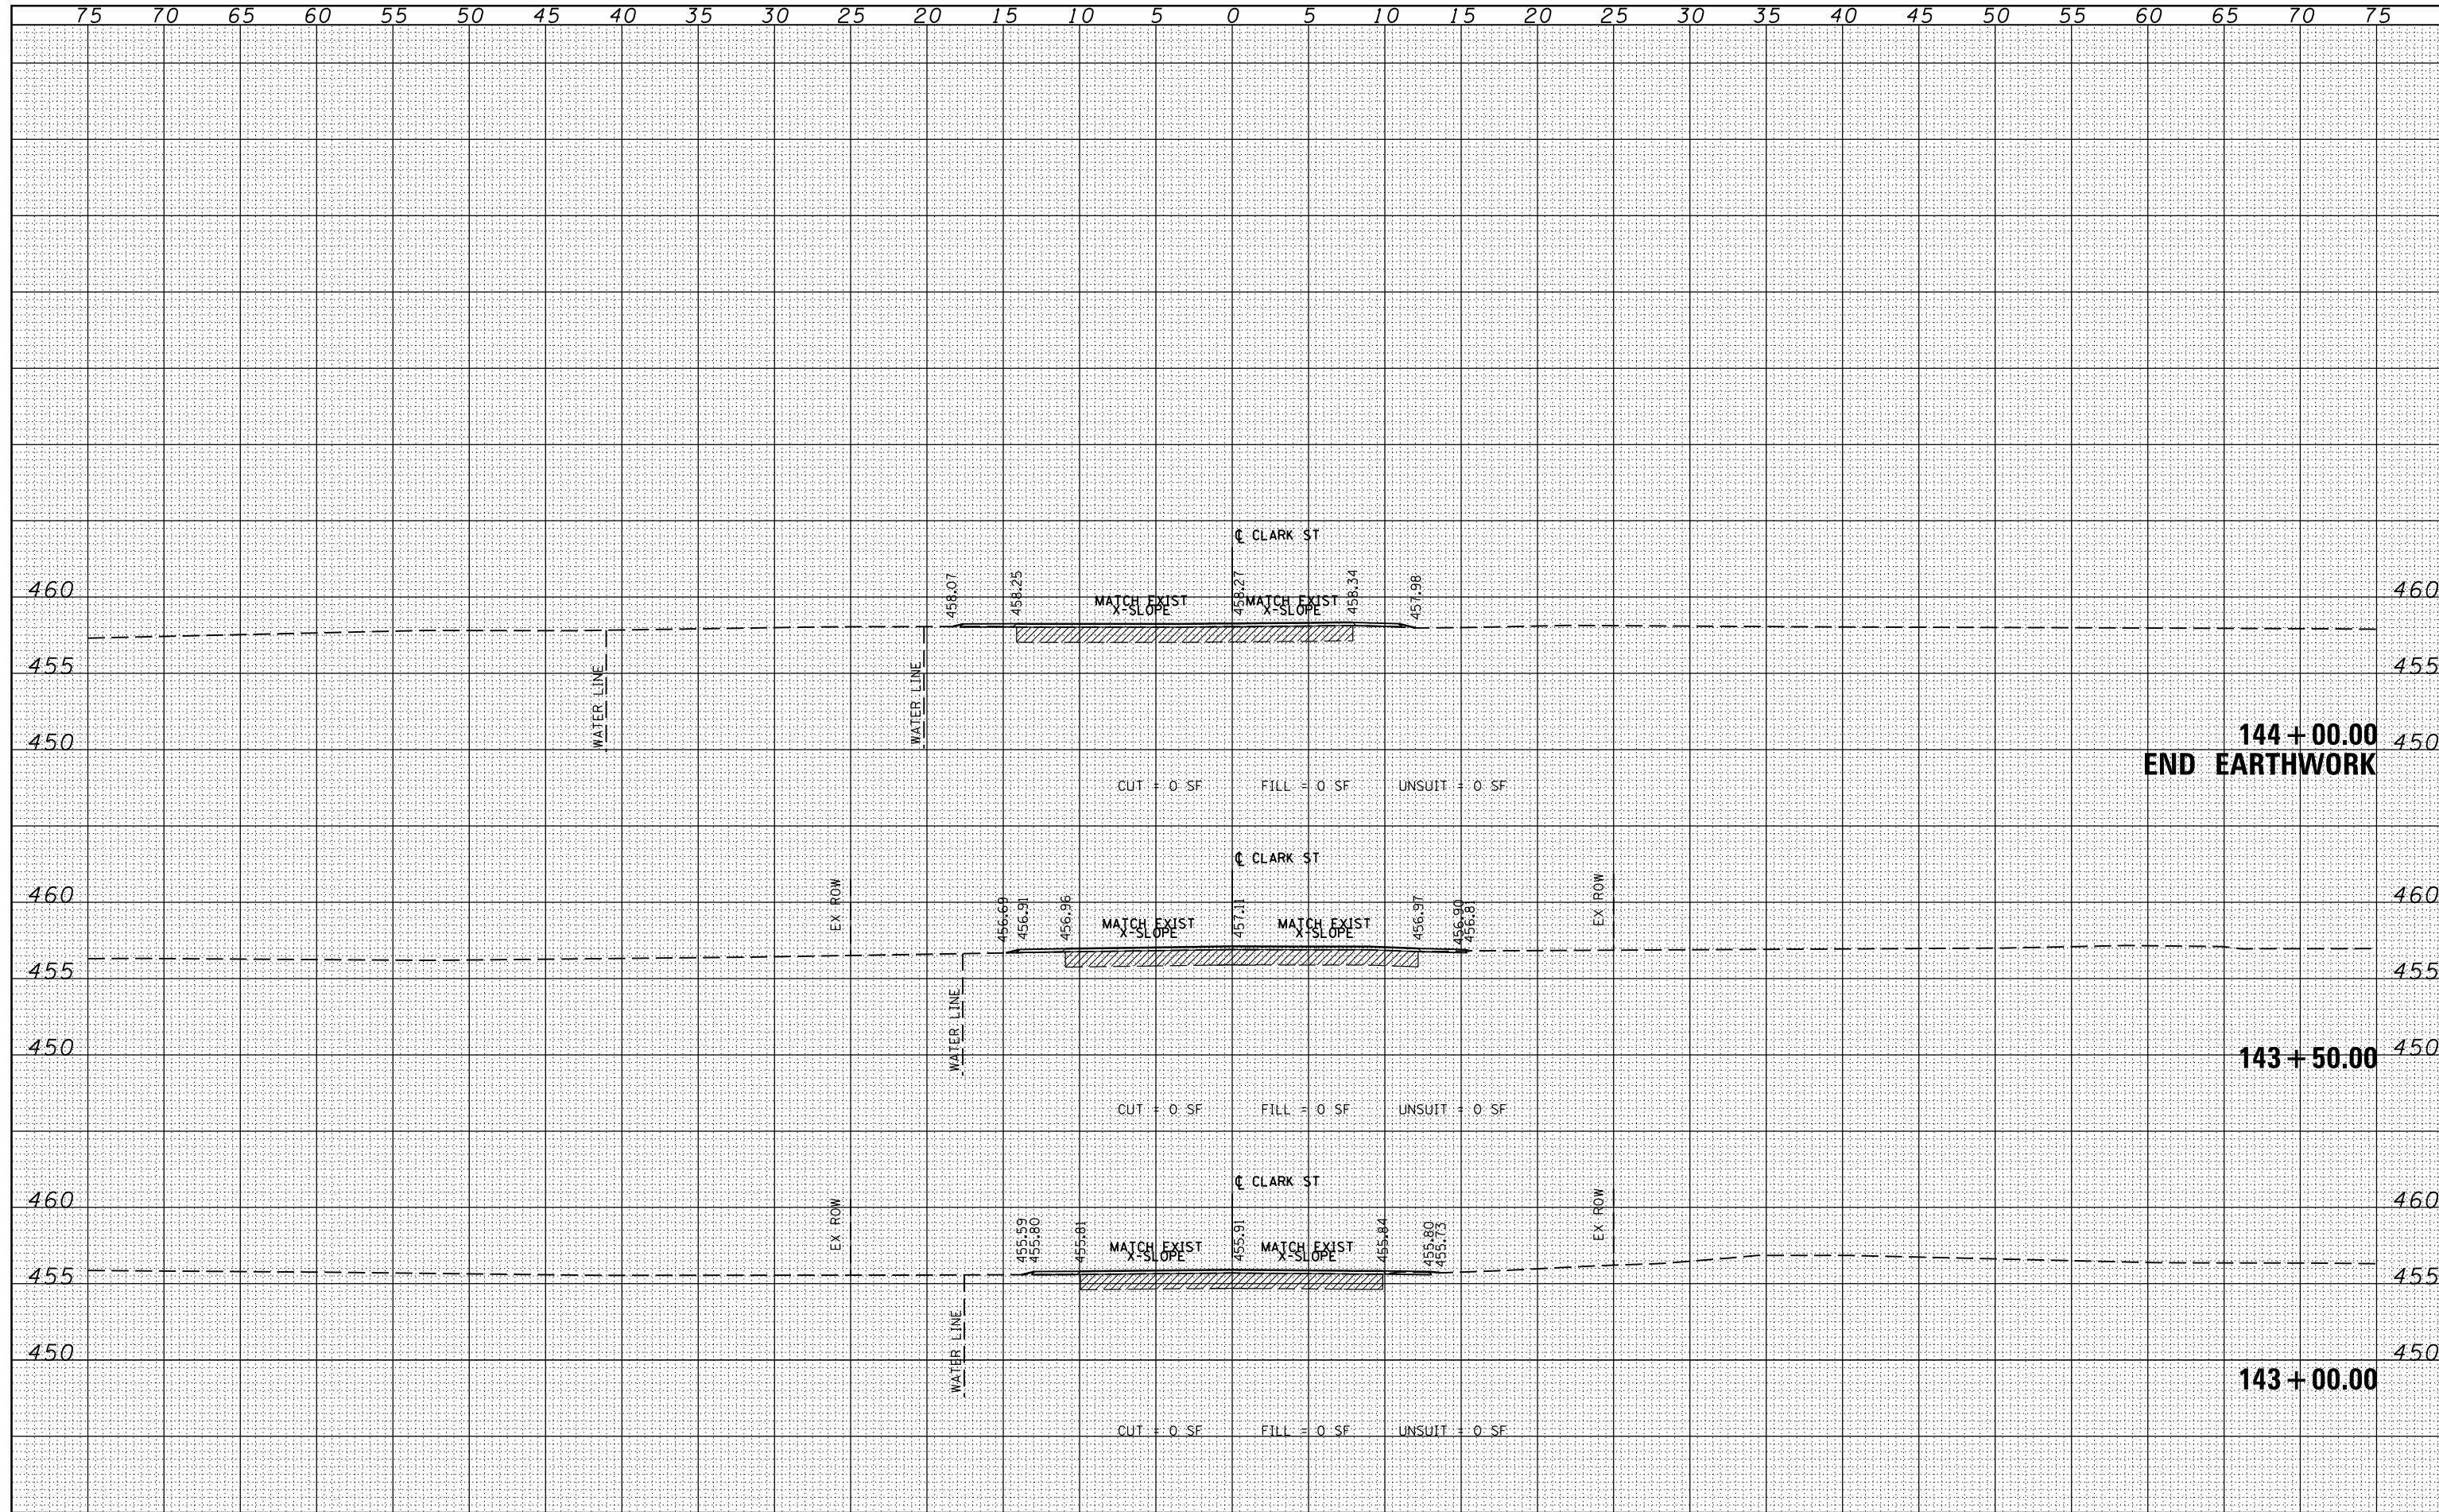 75 70 65 60 55 50 45 40 35 30 25 20 15 10 5 0 5 10 15 20 25 30 35 40 45 50 55 60 65 70 75
℄ CLARK ST
458.07 458.25 458.27 458.34 457.98
460 MATCH EXIST X-SLOPE MATCH EXIST X-SLOPE 460
455 455
WATER LINE WATER LINE
450 144+00.00 450
END EARTHWORK
CUT = 0 SF FILL = 0 SF UNSUIT = 0 SF
℄ CLARK ST
EX ROW EX ROW
456.69 456.91 456.96 457.11 456.97 456.90 456.81
460 MATCH EXIST X-SLOPE MATCH EXIST X-SLOPE 460
455 455
WATER LINE
450 143+50.00 450
CUT = 0 SF FILL = 0 SF UNSUIT = 0 SF
℄ CLARK ST
EX ROW EX ROW
455.59 455.80 455.81 455.91 455.84 455.80 455.73
460 MATCH EXIST X-SLOPE MATCH EXIST X-SLOPE 460
455 455
WATER LINE
450 450
143+00.00
CUT = 0 SF FILL = 0 SF UNSUIT = 0 SF